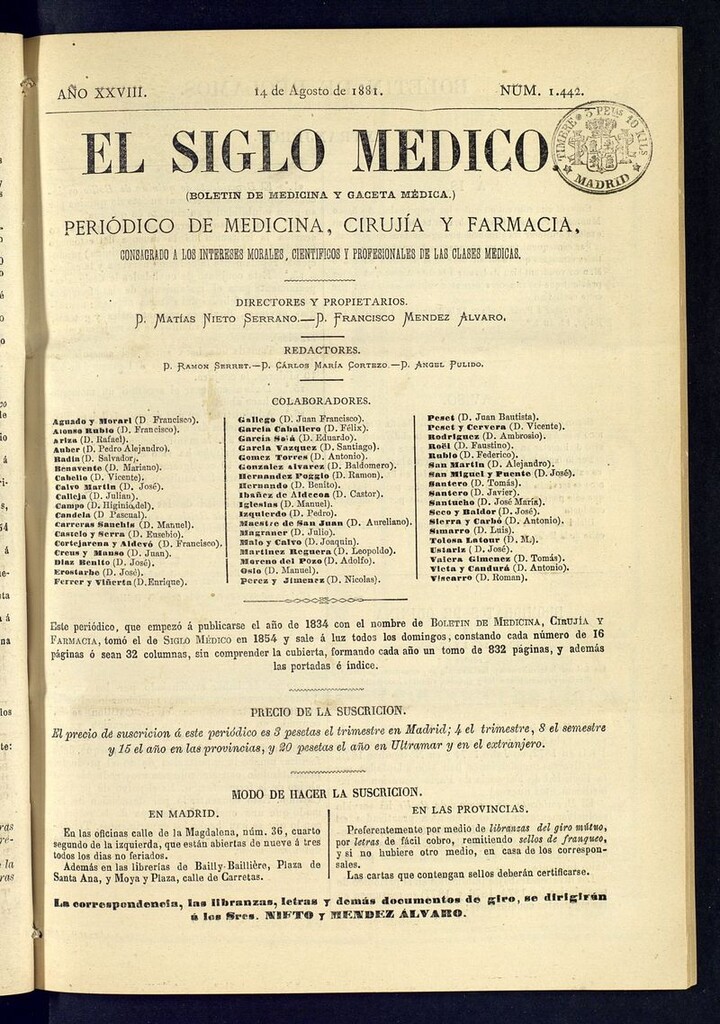 AÑO XXVIII.
14 de Agosto de 1881.
NÚM. 1.442.
EL SIGLO MEDICO
TIMBRE 3 PEUS 10 KILS
MADRID
(BOLETIN DE MEDICINA Y GACETA MÉDICA.)
PERIÓDICO DE MEDICINA, CIRUJÍA Y FARMACIA,
CONSAGRADO A LOS INTERESES MORALES, CIENTIFICOS Y PROFESIONALES DE LAS CLASES MEDICAS.
DIRECTORES Y PROPIETARIOS.
D. MATÍAS NIETO SERRANO.—D. FRANCISCO MENDEZ ALVARO.
REDACTORES.
D. RAMON SERRET.—D. CÁRLOS MARÍA CORTEZO.—D. ANGEL PULIDO.
COLABORADORES.
Aguado y Morari (D Francisco).
Alonso Rubio (D. Francisco).
Ariza (D. Rafael).
Auber (D. Pedro Alejandro).
Badía (D. Salvador).
Benavente (D. Mariano).
Cabello (D. Vicente).
Calvo Martin (D. José).
Calleja (D. Julian).
Campo (D. Higinio del).
Candela (D Pascual).
Carreras Sanchis (D. Manuel).
Castelo y Serra (D. Eusebio).
Cortejarena y Aldevó (D. Francisco).
Creus y Manso (D. Juan).
Diaz Benito (D. José).
Erostarbe (D. José).
Ferrer y Viñerta (D. Enrique).
Gallego (D. Juan Francisco).
García Caballero (D. Félix).
García Solá (D. Eduardo).
García Vazquez (D. Santiago).
Gomez Torres (D. Antonio).
Gonzalez Alvarez (D. Baldomero).
Hernandez Poggio (D. Ramon).
Hernando (D. Benito).
Ibañez de Aldecoa (D. Castor).
Iglesias (D. Manuel).
Izquierdo (D. Pedro).
Maestre de San Juan (D. Aureliano).
Magraner (D. Julio).
Malo y Calvo (D. Joaquin).
Martinez Reguera (D. Leopoldo).
Moreno del Pozo (D. Adolfo).
Osío (D. Manuel).
Perez y Jimenez (D. Nicolas).
Peset (D. Juan Bautista).
Peset y Cervera (D. Vicente).
Rodriguez (D. Ambrosio).
Roël (D. Faustino).
Rubio (D. Federico).
San Martin (D. Alejandro).
San Miguel y Puente (D. José).
Santero (D. Tomás).
Santero (D. Javier).
Santucho (D. José María).
Seco y Baldor (D. José).
Sierra y Carbó (D. Antonio).
Simarro (D. Luis).
Tolosa Latour (D. M.).
Ustariz (D. José).
Valera Gimenez (D. Tomás).
Vieta y Candurá (D. Antonio).
Viscarro (D. Roman).
Este periódico, que empezó á publicarse el año de 1834 con el nombre de BOLETIN DE MEDICINA, CIRUJÍA Y
FARMACIA, tomó el de SIGLO MÉDICO en 1854 y sale á luz todos los domingos, constando cada número de 16
páginas ó sean 32 columnas, sin comprender la cubierta, formando cada año un tomo de 832 páginas, y además
las portadas é índice.
PRECIO DE LA SUSCRICION.
El precio de suscricion á este periódico es 3 pesetas el trimestre en Madrid; 4 el trimestre, 8 el semestre
y 15 el año en las provincias, y 20 pesetas el año en Ultramar y en el extranjero.
MODO DE HACER LA SUSCRICION.
EN MADRID.
En las oficinas calle de la Magdalena, núm. 36, cuarto
segundo de la izquierda, que están abiertas de nueve á tres
todos los dias no feriados.
Además en las librerías de Bailly-Baillière, Plaza de
Santa Ana, y Moya y Plaza, calle de Carretas.
EN LAS PROVINCIAS.
Preferentemente por medio de libranzas del giro mútuo,
por letras de fácil cobro, remitiendo sellos de franqueo,
y si no hubiere otro medio, en casa de los correspon-
sales.
Las cartas que contengan sellos deberán certificarse.
La correspondencia, las libranzas, letras y demás documentos de giro, se dirigirán
á los Sres. NIETO y MENDEZ ÁLVARO.